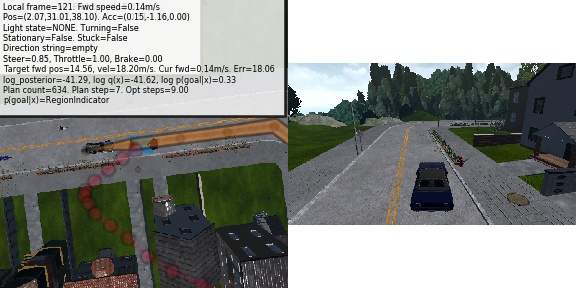 Local frame=121: Fwd speed=0.14m/s
Pos=(2.07,31.01,38.10). Acc=(0.15,-1.16,0.00)
Light state=NONE. Turning=False
Stationary=False. Stuck=False
Direction string=empty
Steer=0.85, Throttle=1.00, Brake=0.00
Target fwd pos=14.56, vel=18.20m/s. Cur fwd=0.14m/s. Err=18.06
log_posterior=-41.29, log q(x)=-41.62, log p(goal|x)=0.33
Plan count=634. Plan step=7. Opt steps=9.00
p(goal|x)=RegionIndicator